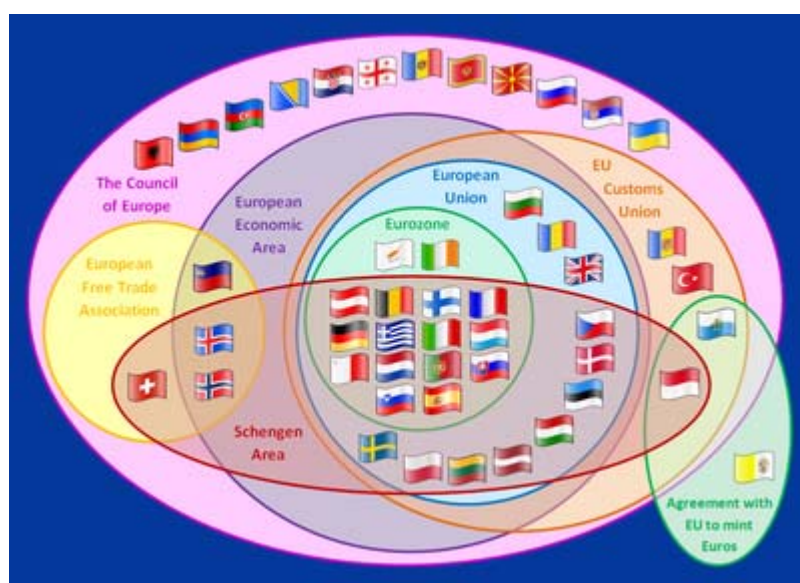 The Council
of Europe
European
Economic
Area
European
Union
EU
Customs
Union
Eurozone
European
Free Trade
Association
Schengen
Area
Agreement with
EU to mint
Euros